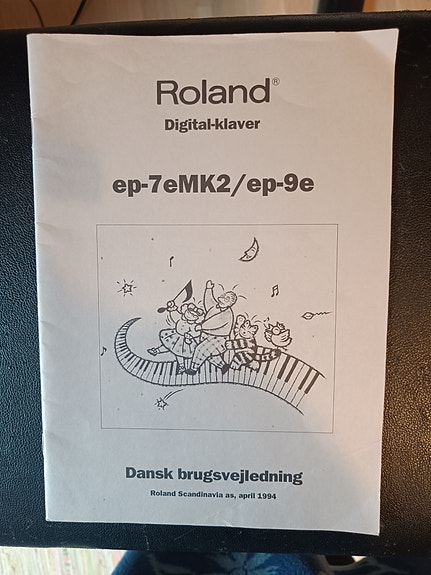 Roland®
Digital-klaver
ep-7eMK2/ep-9e
Dansk brugsvejledning
Roland Scandinavia as, april 1994